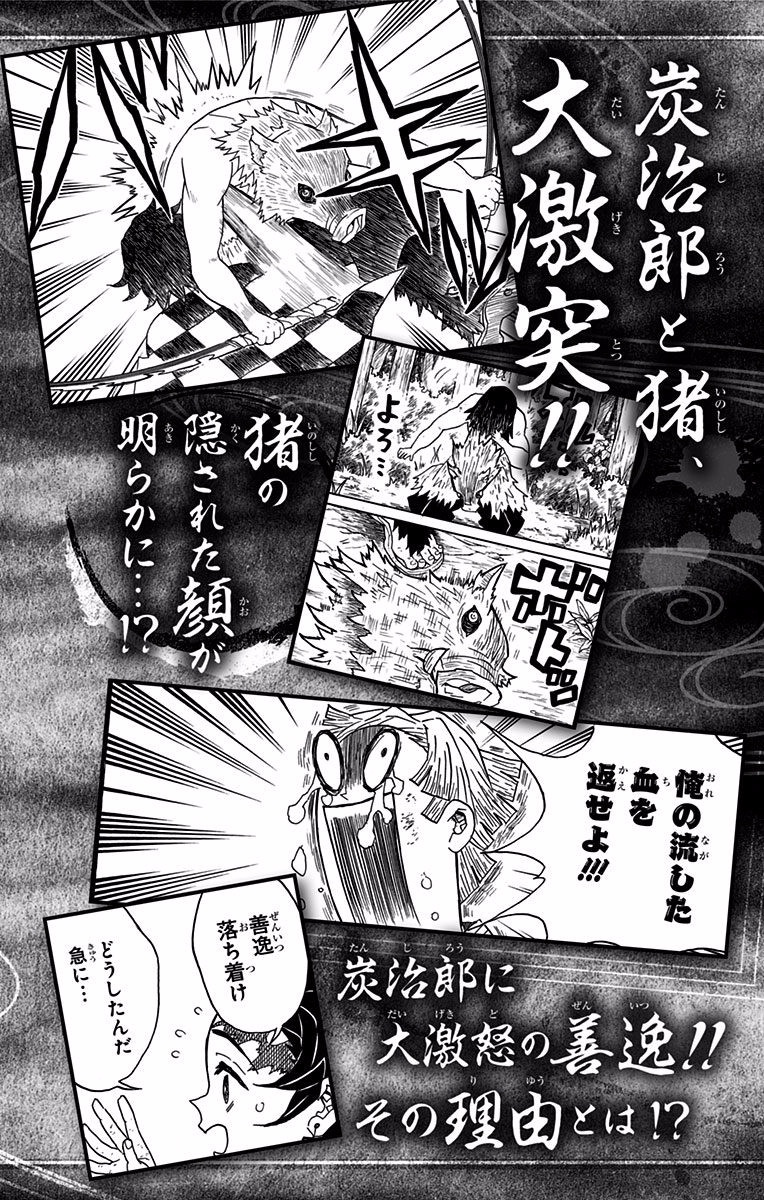 炭治郎と猪、
大激突!!
よろ…
猪の
隠された顔が
明らかに…!?
俺の流した
血を
返せよ!!!
善逸
落ち着け
どうしたんだ
急に…
炭治郎に
大激怒の善逸!!
その理由とは!?